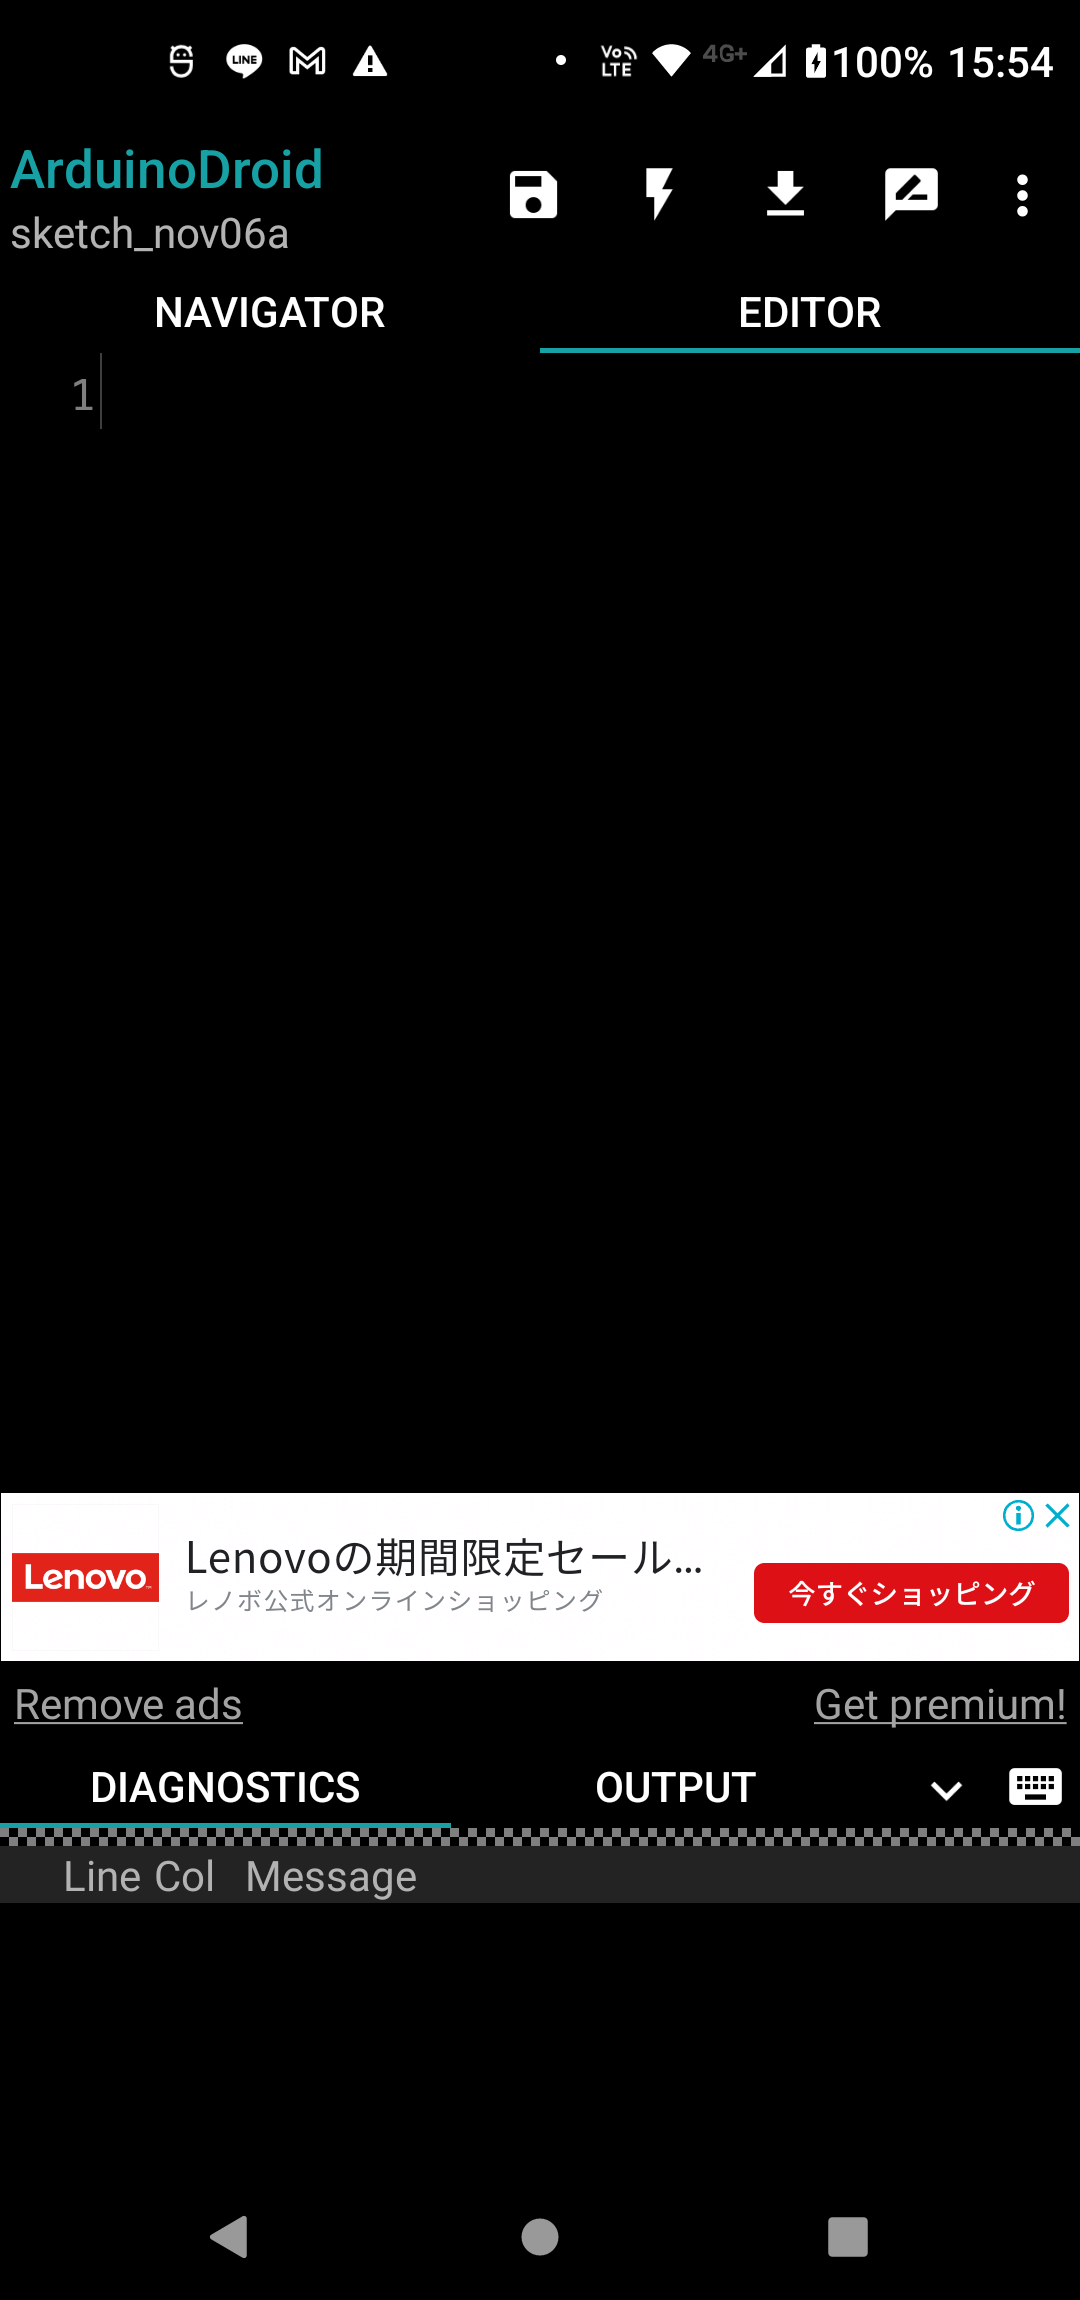 LINE
VoLTE 4G+ 100% 15:54
ArduinoDroid
sketch_nov06a
NAVIGATOR EDITOR
1
Lenovo
Lenovoの期間限定セール...
レノボ公式オンラインショッピング
今すぐショッピング
Remove ads Get premium!
DIAGNOSTICS OUTPUT
Line Col Message